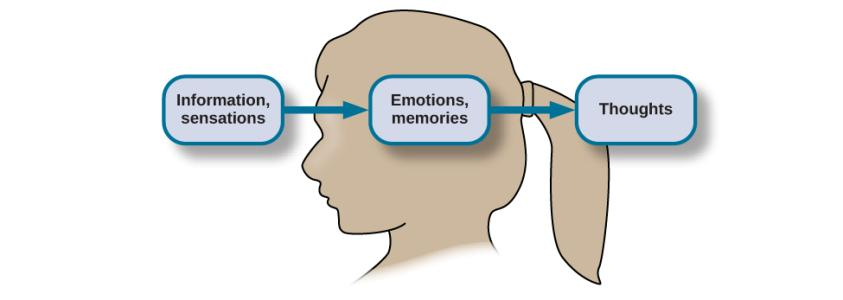 Information,
sensations
Emotions,
memories
Thoughts